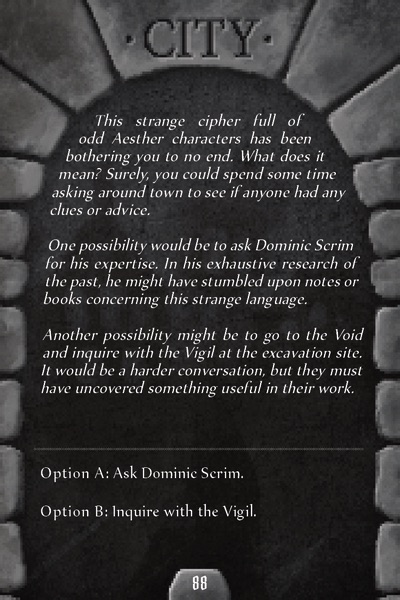 ·CITY·
This strange cipher full of
odd Aesther characters has been
bothering you to no end. What does it
mean? Surely, you could spend some time
asking around town to see if anyone had any
clues or advice.
One possibility would be to ask Dominic Scrim
for his expertise. In his exhaustive research of
the past, he might have stumbled upon notes or
books concerning this strange language.
Another possibility might be to go to the Void
and inquire with the Vigil at the excavation site.
It would be a harder conversation, but they must
have uncovered something useful in their work.
Option A: Ask Dominic Scrim.
Option B: Inquire with the Vigil.
88